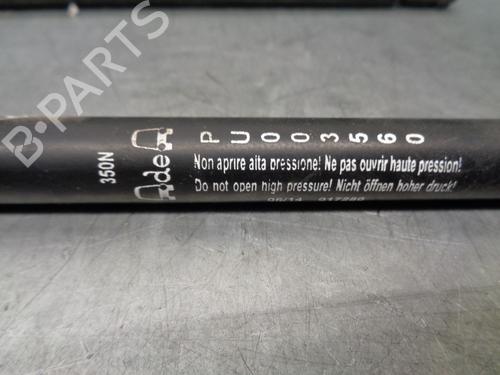 B-PARTS
350N
AdeA
PU003560
Non aprire alta pressione! Ne pas ouvrir haute pression!
Do not open high pressure! Nicht öffnen hoher druck!